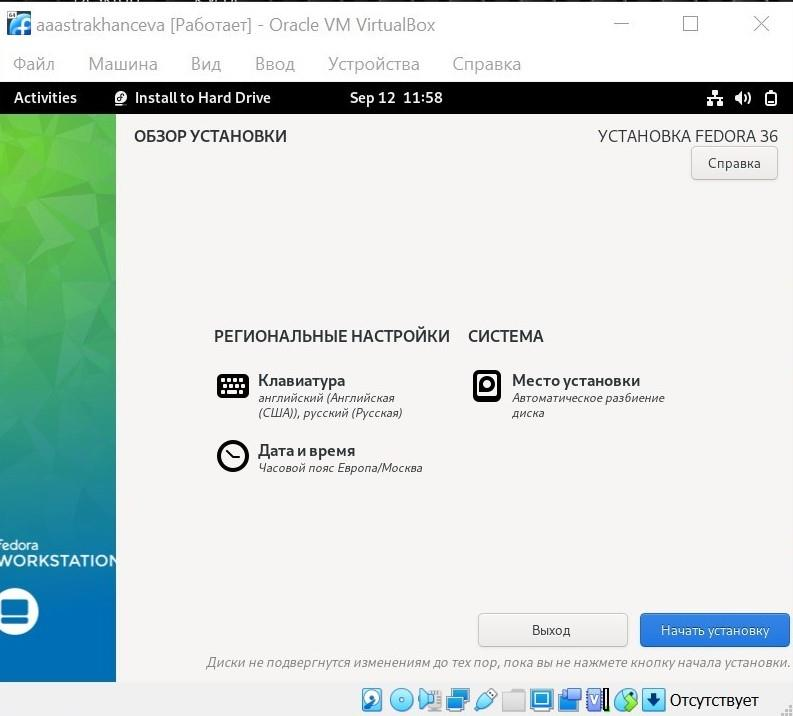 aaastrakhanceva [Работает] - Oracle VM VirtualBox
Файл Машина Вид Ввод Устройства Справка
Activities Install to Hard Drive Sep 12 11:58
ОБЗОР УСТАНОВКИ УСТАНОВКА FEDORA 36
Справка
РЕГИОНАЛЬНЫЕ НАСТРОЙКИ СИСТЕМА
Клавиатура Место установки
английский (Английская Автоматическое разбиение
(США)), русский (Русская) диска
Дата и время
Часовой пояс Европа/Москва
fedora
WORKSTATION
Выход Начать установку
Диски не подвергнутся изменениям до тех пор, пока вы не нажмете кнопку начала установки.
Отсутствует